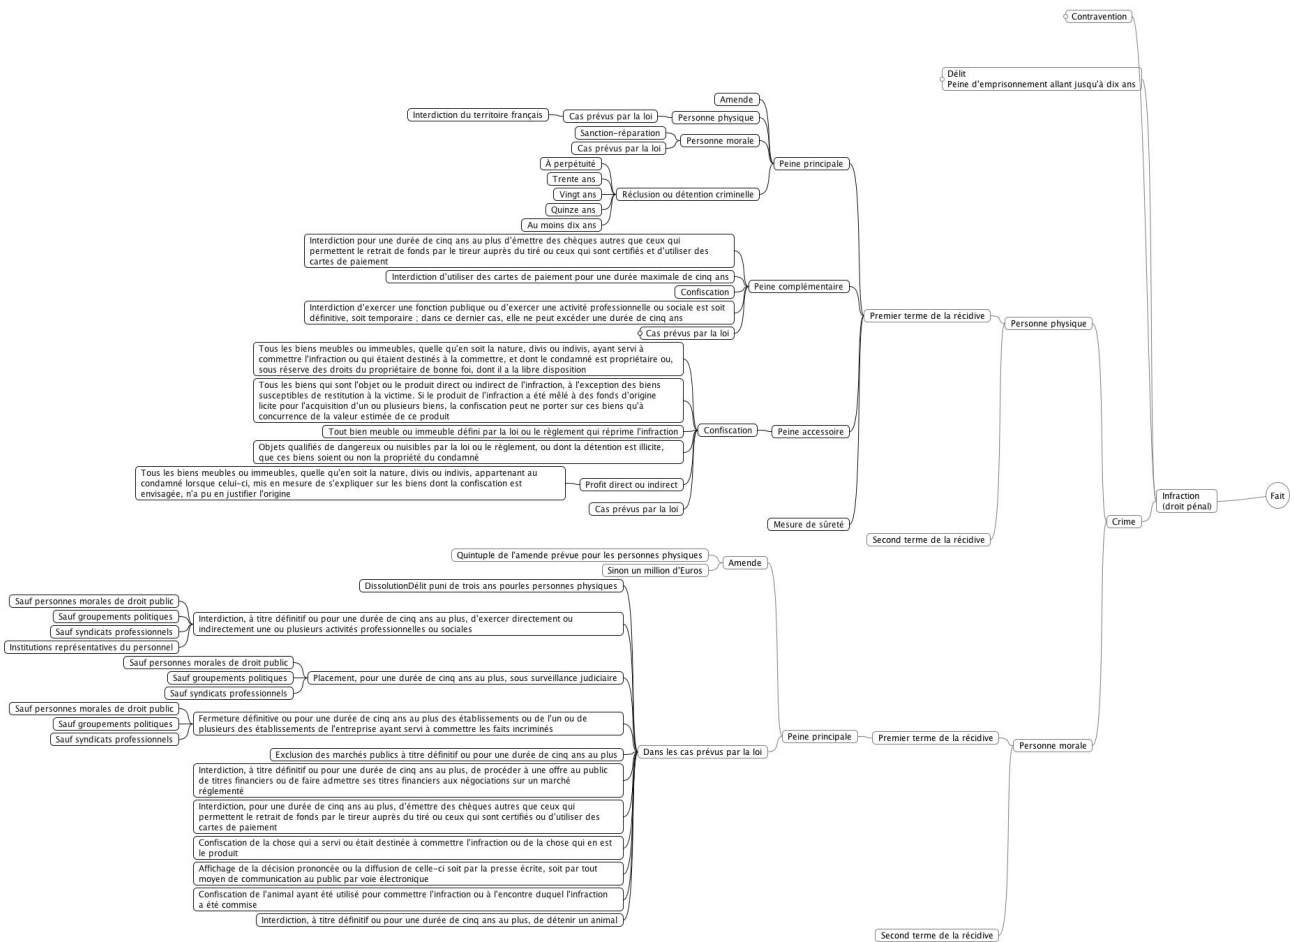 Contravention
Délit
Peine d'emprisonnement allant jusqu'à dix ans
Amende
Interdiction du territoire français
Cas prévus par la loi
Personne physique
Sanction-réparation
Cas prévus par la loi
Personne morale
À perpétuité
Trente ans
Vingt ans
Quinze ans
Au moins dix ans
Réclusion ou détention criminelle
Peine principale
Interdiction pour une durée de cinq ans au plus d'émettre des chèques autres que ceux qui
permettent le retrait de fonds par le tireur auprès du tiré ou ceux qui sont certifiés et d'utiliser des
cartes de paiement
Interdiction d'utiliser des cartes de paiement pour une durée maximale de cinq ans
Confiscation
Interdiction d'exercer une fonction publique ou d'exercer une activité professionnelle ou sociale est soit
définitive, soit temporaire ; dans ce dernier cas, elle ne peut excéder une durée de cinq ans
Cas prévus par la loi
Peine complémentaire
Premier terme de la récidive
Personne physique
Tous les biens meubles ou immeubles, quelle qu'en soit la nature, divis ou indivis, ayant servi à
commettre l'infraction ou qui étaient destinés à la commettre, et dont le condamné est propriétaire ou,
sous réserve des droits du propriétaire de bonne foi, dont il a la libre disposition
Tous les biens qui sont l'objet ou le produit direct ou indirect de l'infraction, à l'exception des biens
susceptibles de restitution à la victime. Si le produit de l'infraction a été mêlé à des fonds d'origine
licite pour l'acquisition d'un ou plusieurs biens, la confiscation peut ne porter sur ces biens qu'à
concurrence de la valeur estimée de ce produit
Tout bien meuble ou immeuble défini par la loi ou le règlement qui réprime l'infraction
Objets qualifiés de dangereux ou nuisibles par la loi ou le règlement, ou dont la détention est illicite,
que ces biens soient ou non la propriété du condamné
Confiscation
Peine accessoire
Tous les biens meubles ou immeubles, quelle qu'en soit la nature, divis ou indivis, appartenant au
condamné lorsque celui-ci, mis en mesure de s'expliquer sur les biens dont la confiscation est
envisagée, n'a pu en justifier l'origine
Profit direct ou indirect
Cas prévus par la loi
Mesure de sûreté
Second terme de la récidive
Crime
Infraction
(droit pénal)
Fait
Quintuple de l'amende prévue pour les personnes physiques
Sinon un million d'Euros
Amende
DissolutionDélit puni de trois ans pourles personnes physiques
Sauf personnes morales de droit public
Sauf groupements politiques
Sauf syndicats professionnels
Institutions représentatives du personnel
Interdiction, à titre définitif ou pour une durée de cinq ans au plus, d'exercer directement ou
indirectement une ou plusieurs activités professionnelles ou sociales
Sauf personnes morales de droit public
Sauf groupements politiques
Sauf syndicats professionnels
Placement, pour une durée de cinq ans au plus, sous surveillance judiciaire
Sauf personnes morales de droit public
Sauf groupements politiques
Sauf syndicats professionnels
Fermeture définitive ou pour une durée de cinq ans au plus des établissements ou de l'un ou de
plusieurs des établissements de l'entreprise ayant servi à commettre les faits incriminés
Exclusion des marchés publics à titre définitif ou pour une durée de cinq ans au plus
Interdiction, à titre définitif ou pour une durée de cinq ans au plus, de procéder à une offre au public
de titres financiers ou de faire admettre ses titres financiers aux négociations sur un marché
réglementé
Interdiction, pour une durée de cinq ans au plus, d'émettre des chèques autres que ceux qui
permettent le retrait de fonds par le tireur auprès du tiré ou ceux qui sont certifiés ou d'utiliser des
cartes de paiement
Confiscation de la chose qui a servi ou était destinée à commettre l'infraction ou de la chose qui en est
le produit
Affichage de la décision prononcée ou la diffusion de celle-ci soit par la presse écrite, soit par tout
moyen de communication au public par voie électronique
Confiscation de l'animal ayant été utilisé pour commettre l'infraction ou à l'encontre duquel l'infraction
a été commise
Interdiction, à titre définitif ou pour une durée de cinq ans au plus, de détenir un animal
Dans les cas prévus par la loi
Peine principale
Premier terme de la récidive
Personne morale
Second terme de la récidive